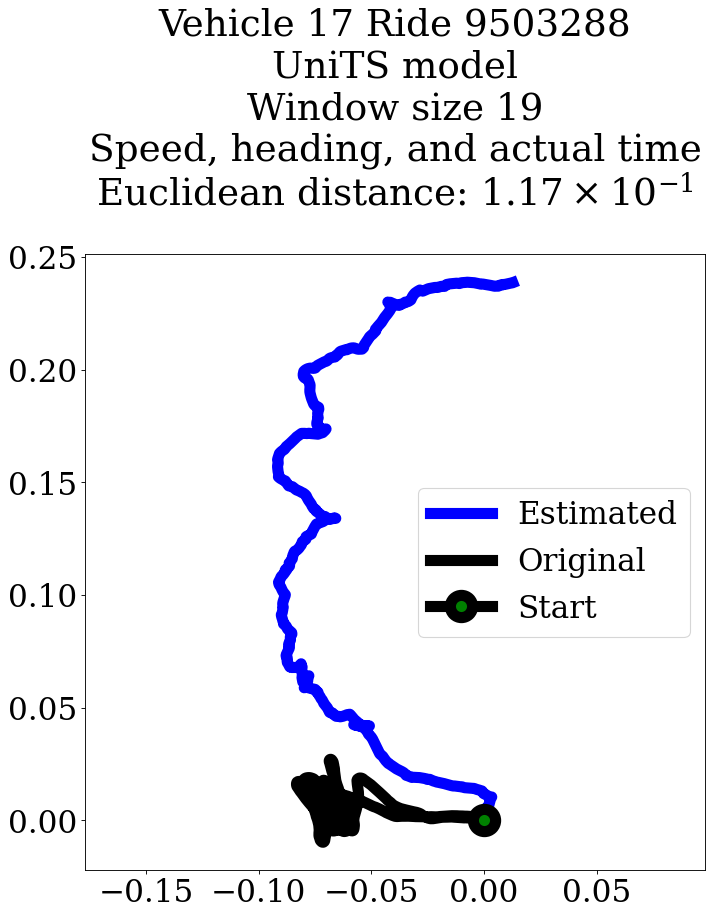 Vehicle 17 Ride 9503288
UniTS model
Window size 19
Speed, heading, and actual time
Euclidean distance: 1.17 × 10⁻¹
0.25
0.20
0.15
0.10
0.05
0.00
Estimated
Original
Start
−0.15 −0.10 −0.05 0.00 0.05